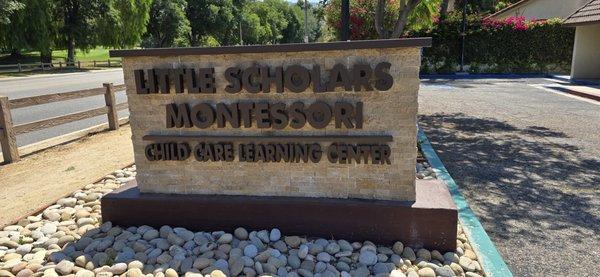 LITTLE SCHOLARS
MONTESSORI
CHILD CARE LEARNING CENTER